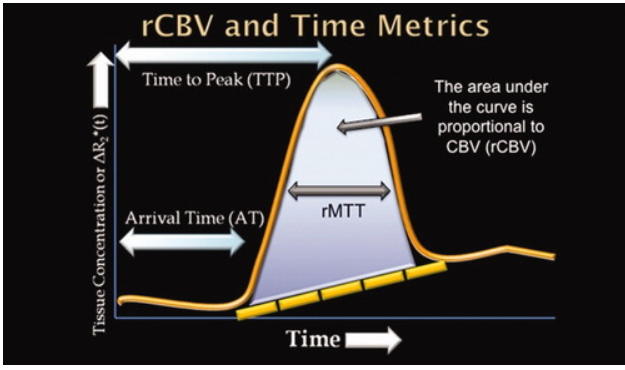 rCBV and Time Metrics
Time to Peak (TTP)
The area under
the curve is
proportional to
CBV (rCBV)
rMTT
Arrival Time (AT)
Tissue Concentration or ΔR₂*(t)
Time